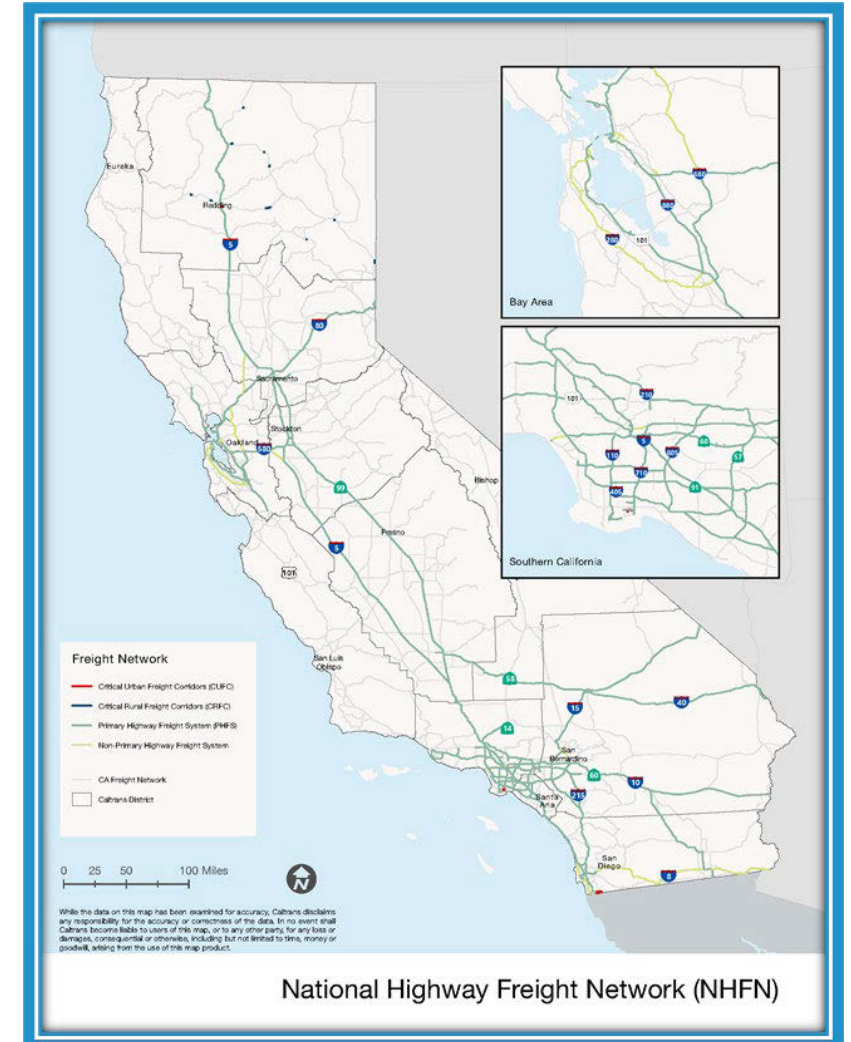 Eureka
Redding
5
80
Sacramento
Stockton
Oakland
580
99
Bishop
Fresno
5
101
San Luis
Obispo
58
15
40
14
San
Bernardino
60
10
Santa
Ana
215
San
Diego
8
680
880
280
101
Bay Area
210
101
5
60
110
605
57
710
405
91
Southern California
Freight Network
Critical Urban Freight Corridors (CUFC)
Critical Rural Freight Corridors (CRFC)
Primary Highway Freight System (PHFS)
Non-Primary Highway Freight System
CA Freight Network
Caltrans District
0 25 50 100 Miles
N
While the data on this map has been examined for accuracy, Caltrans disclaims
any responsibility for the accuracy or correctness of the data. In no event shall
Caltrans become liable to users of this map, or to any other party, for any loss or
damages, consequential or otherwise, including but not limited to time, money or
goodwill, arising from the use of this map product.
National Highway Freight Network (NHFN)